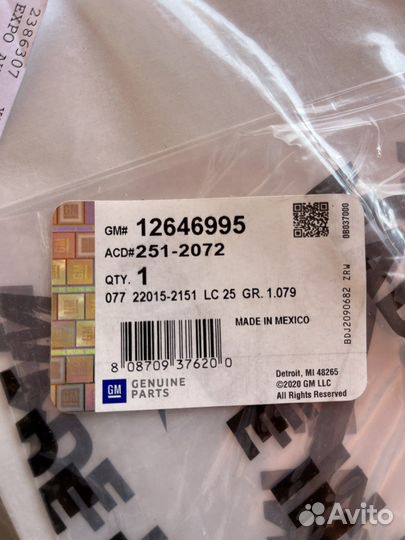 2386307
EXPO
GM# 12646995
ACD# 251-2072
QTY. 1
077 22015-2151 LC 25 GR. 1.079
MADE IN MEXICO
8 08709 37620 0
GM GENUINE PARTS
Detroit, MI 48265
©2020 GM LLC
All Rights Reserved
0B037000
BDJ2090682 ZRW
Avito